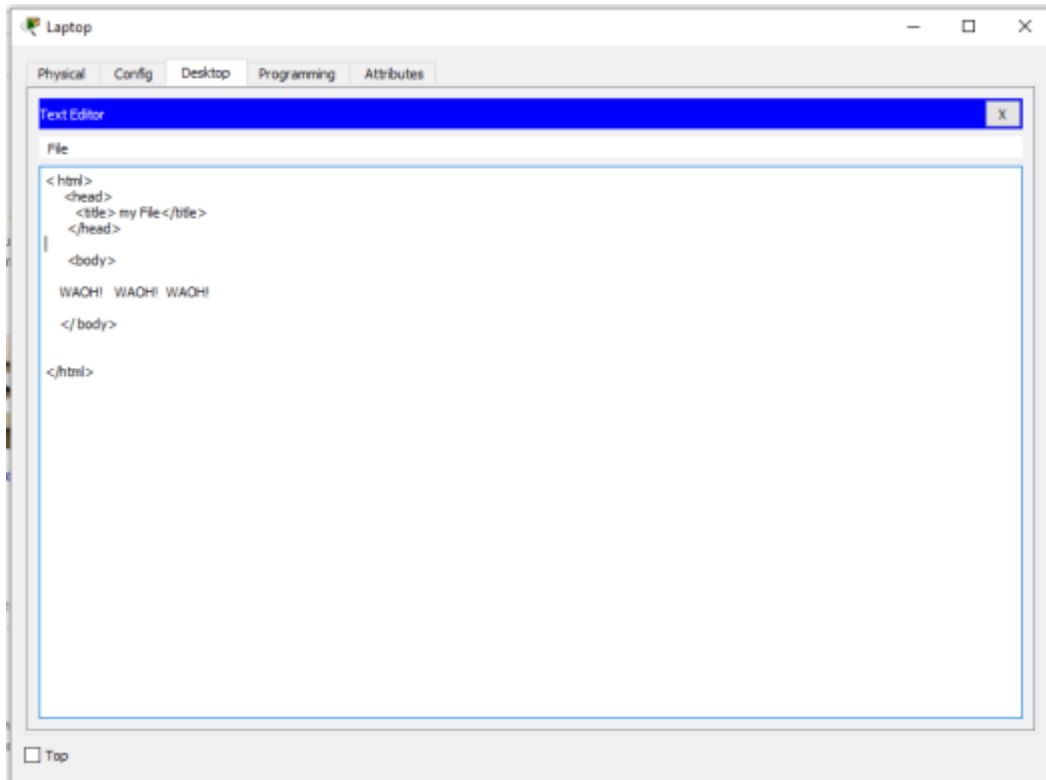 Laptop
Physical Config Desktop Programming Attributes
Text Editor X
File
< html>
<head>
<title> my File</title>
</head>
<body>
WAOH! WAOH! WAOH!
</ body>
</html>
Top